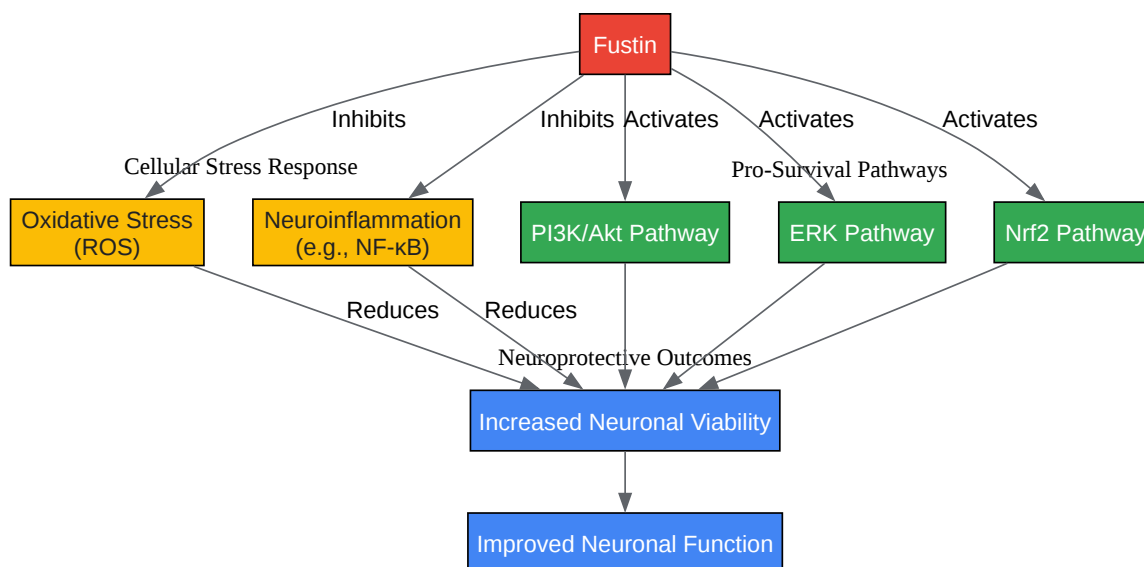 Fustin
Inhibits
Inhibits
Activates
Activates
Activates
Cellular Stress Response
Pro-Survival Pathways
Oxidative Stress
(ROS)
Neuroinflammation
(e.g., NF-κB)
PI3K/Akt Pathway
ERK Pathway
Nrf2 Pathway
Reduces
Reduces
Neuroprotective Outcomes
Increased Neuronal Viability
Improved Neuronal Function